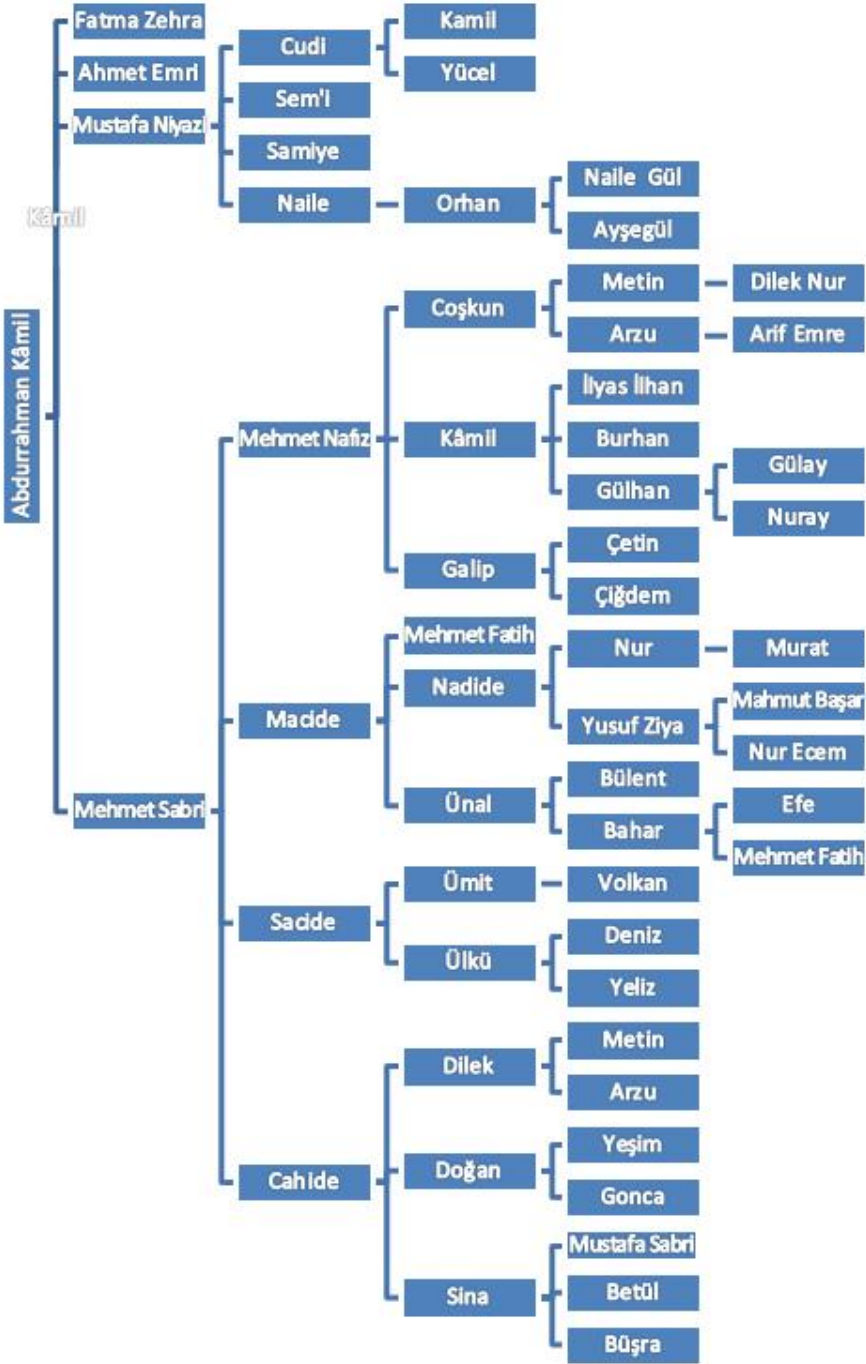 Abdurrahman Kâmil
Kâmil
Fatma Zehra
Ahmet Emri
Mustafa Niyazi
Cudi
Kamil
Yücel
Sem'i
Samiye
Naile
Orhan
Naile Gül
Ayşegül
Mehmet Sabri
Mehmet Nafiz
Coşkun
Metin
Dilek Nur
Arzu
Arif Emre
Kâmil
İlyas İlhan
Burhan
Gülhan
Gülay
Nuray
Galip
Çetin
Çiğdem
Macide
Mehmet Fatih
Nadide
Nur
Murat
Yusuf Ziya
Mahmut Başar
Nur Ecem
Ünal
Bülent
Bahar
Efe
Mehmet Fatih
Sacide
Ümit
Volkan
Ülkü
Deniz
Yeliz
Cahide
Dilek
Metin
Arzu
Doğan
Yeşim
Gonca
Sina
Mustafa Sabri
Betül
Büşra